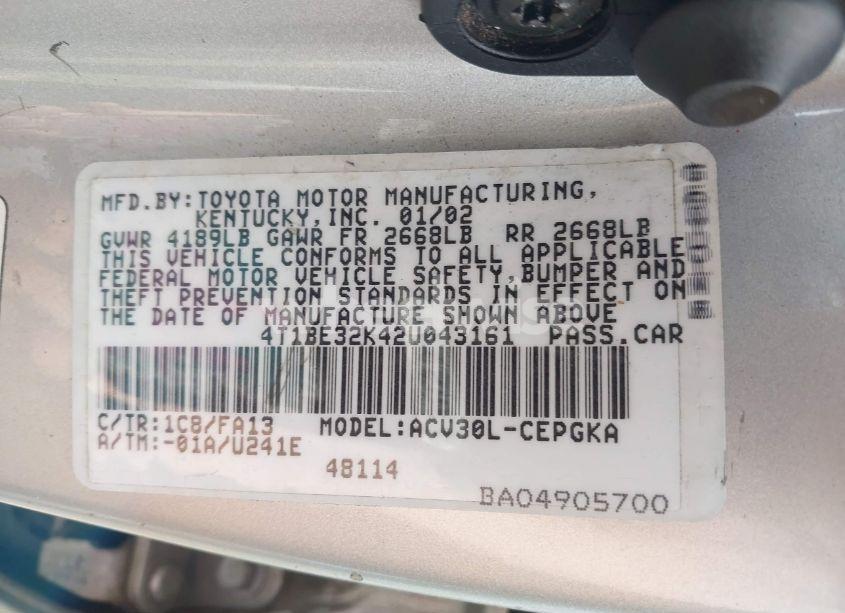 MFD.BY:TOYOTA MOTOR MANUFACTURING,
KENTUCKY,INC. 01/02
GVWR 4189LB GAWR FR 2668LB RR 2668LB
THIS VEHICLE CONFORMS TO ALL APPLICABLE
FEDERAL MOTOR VEHICLE SAFETY,BUMPER AND
THEFT PREVENTION STANDARDS IN EFFECT ON
THE DATE OF MANUFACTURE SHOWN ABOVE
4T1BE32K42U043161 PASS.CAR
C/TR:1C8/FA13 MODEL:ACV30L-CEPGKA
A/TM:-01A/U241E
48114
BA04905700